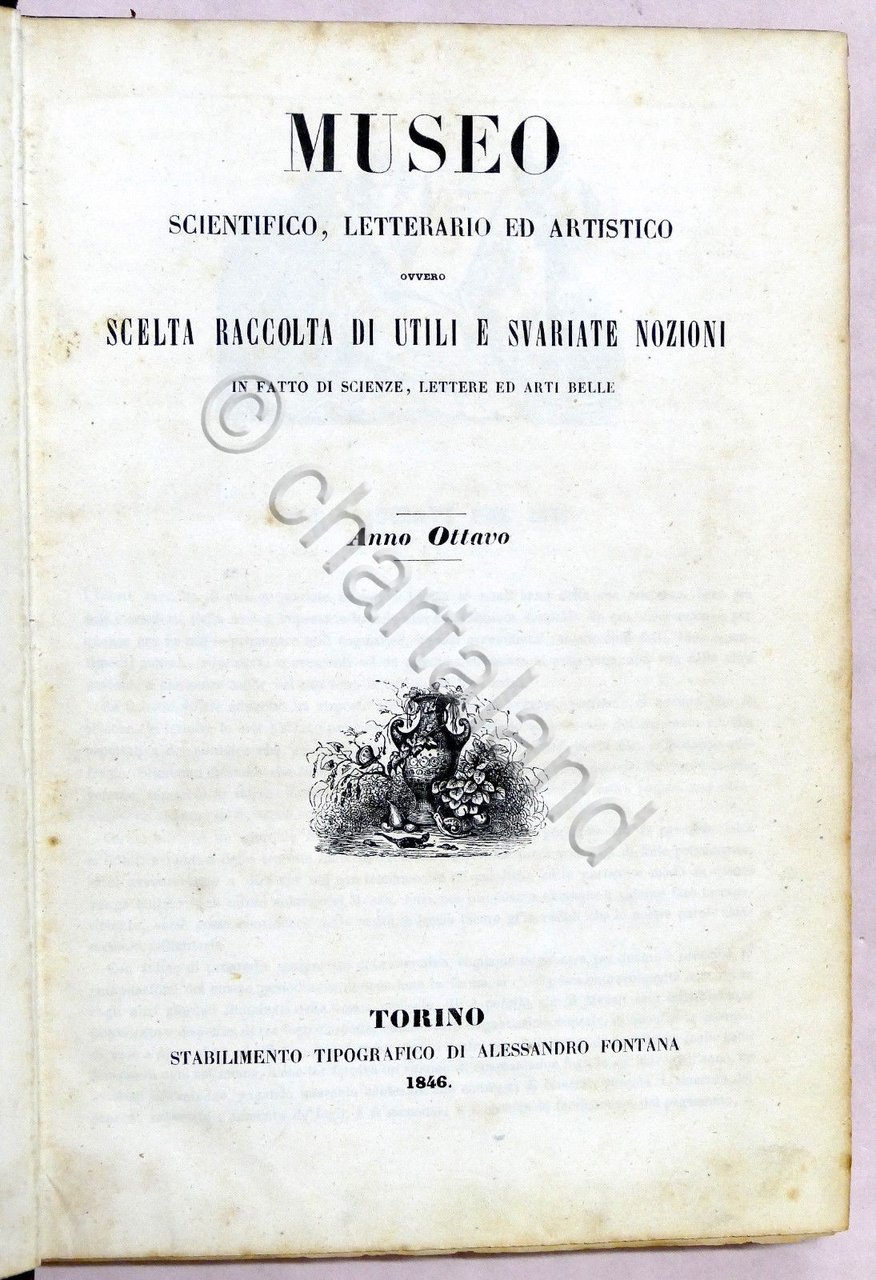 MUSEO
SCIENTIFICO, LETTERARIO ED ARTISTICO
OVVERO
SCELTA RACCOLTA DI UTILI E SVARIATE NOZIONI
IN FATTO DI SCIENZE, LETTERE ED ARTI BELLE
Anno Ottavo
© chartaland
TORINO
STABILIMENTO TIPOGRAFICO DI ALESSANDRO FONTANA
1846.